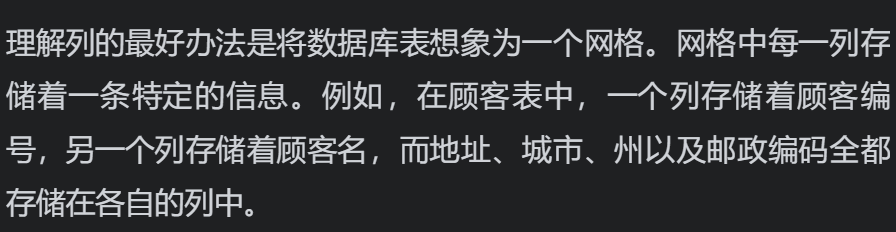 理解列的最好办法是将数据库表想象为一个网格。网格中每一列存
储着一条特定的信息。例如，在顾客表中，一个列存储着顾客编
号，另一个列存储着顾客名，而地址、城市、州以及邮政编码全都
存储在各自的列中。